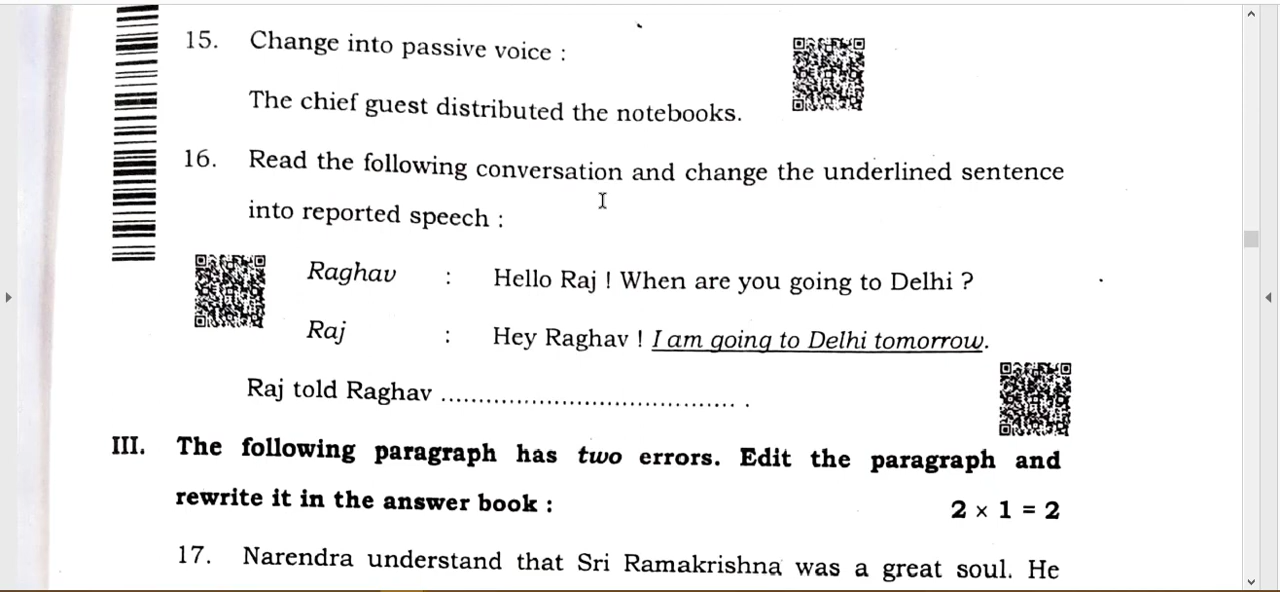 15. Change into passive voice :
The chief guest distributed the notebooks.
16. Read the following conversation and change the underlined sentence
into reported speech :
Raghav : Hello Raj ! When are you going to Delhi ?
Raj : Hey Raghav ! I am going to Delhi tomorrow.
Raj told Raghav ........................................ .
III. The following paragraph has two errors. Edit the paragraph and
rewrite it in the answer book : 2 × 1 = 2
17. Narendra understand that Sri Ramakrishna was a great soul. He